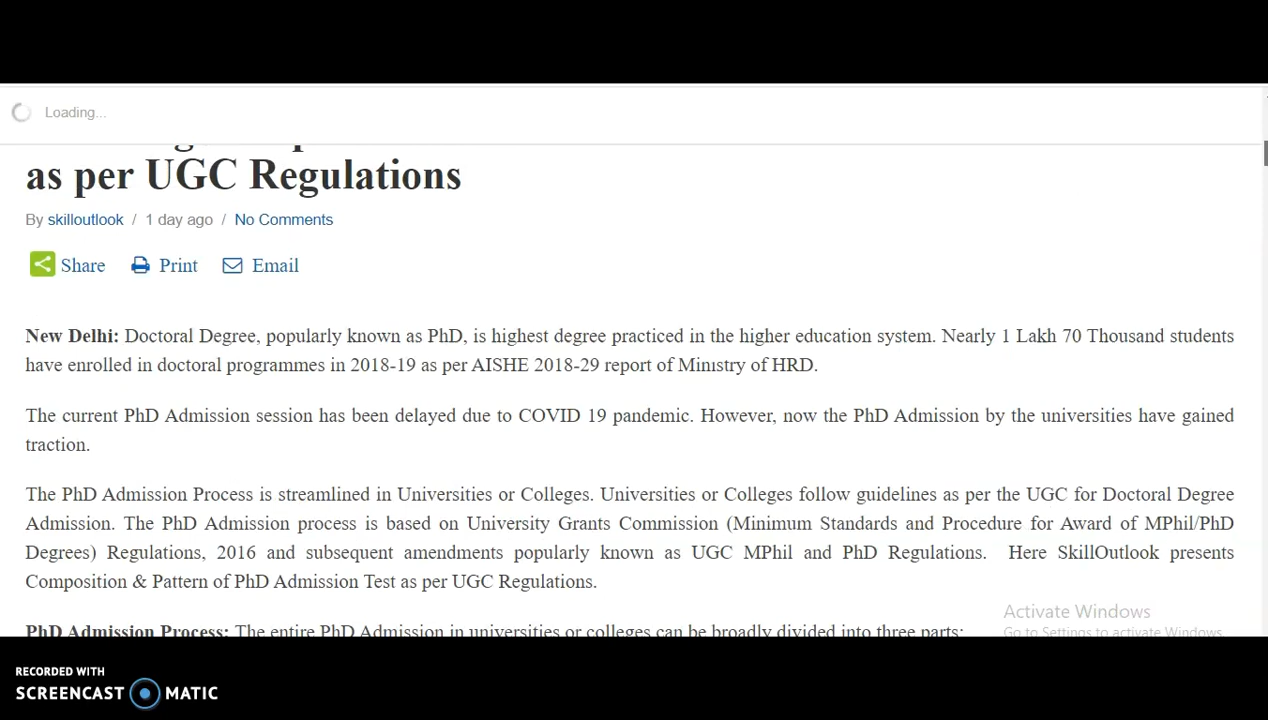 Loading...
as per UGC Regulations
By skilloutlook / 1 day ago / No Comments
Share Print Email
New Delhi: Doctoral Degree, popularly known as PhD, is highest degree practiced in the higher education system. Nearly 1 Lakh 70 Thousand students
have enrolled in doctoral programmes in 2018-19 as per AISHE 2018-29 report of Ministry of HRD.
The current PhD Admission session has been delayed due to COVID 19 pandemic. However, now the PhD Admission by the universities have gained
traction.
The PhD Admission Process is streamlined in Universities or Colleges. Universities or Colleges follow guidelines as per the UGC for Doctoral Degree
Admission. The PhD Admission process is based on University Grants Commission (Minimum Standards and Procedure for Award of MPhil/PhD
Degrees) Regulations, 2016 and subsequent amendments popularly known as UGC MPhil and PhD Regulations. Here SkillOutlook presents
Composition & Pattern of PhD Admission Test as per UGC Regulations.
PhD Admission Process: The entire PhD Admission in universities or colleges can be broadly divided into three parts:
Activate Windows
Go to Settings to activate Windows.
RECORDED WITH
SCREENCAST MATIC